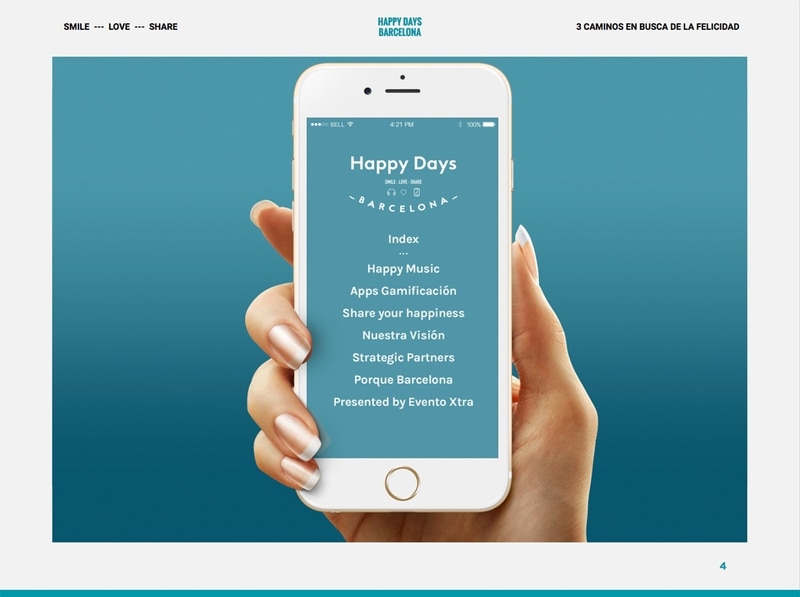 SMILE --- LOVE --- SHARE
HAPPY DAYS
BARCELONA
3 CAMINOS EN BUSCA DE LA FELICIDAD
BELL
4:21 PM
100%
Happy Days
SMILE · LOVE · SHARE
BARCELONA
Index
---
Happy Music
Apps Gamificación
Share your happiness
Nuestra Visión
Strategic Partners
Porque Barcelona
Presented by Evento Xtra
4